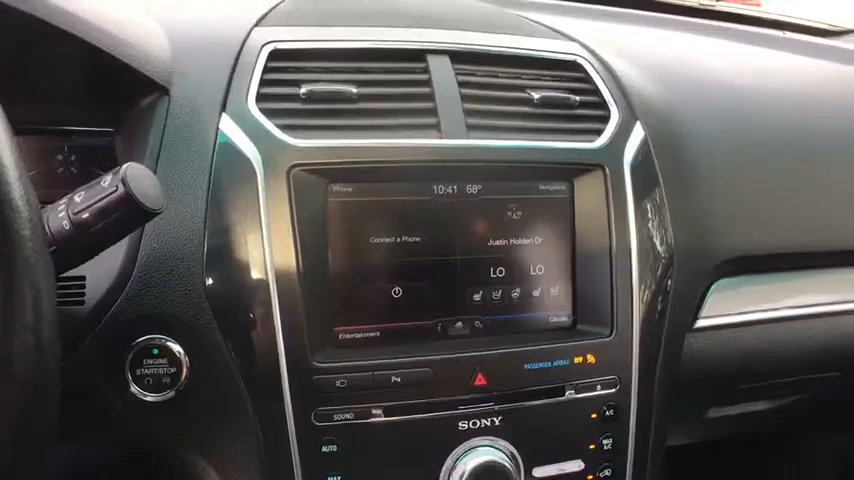 Phone
10:41 68°
Navigation
Connect a Phone
Justin Holden Dr
LO LO
Entertainment
Climate
ENGINE
START/STOP
PASSENGER AIRBAG OFF
SOUND
SONY
A/C
AUTO
MAX
A/C
MAX